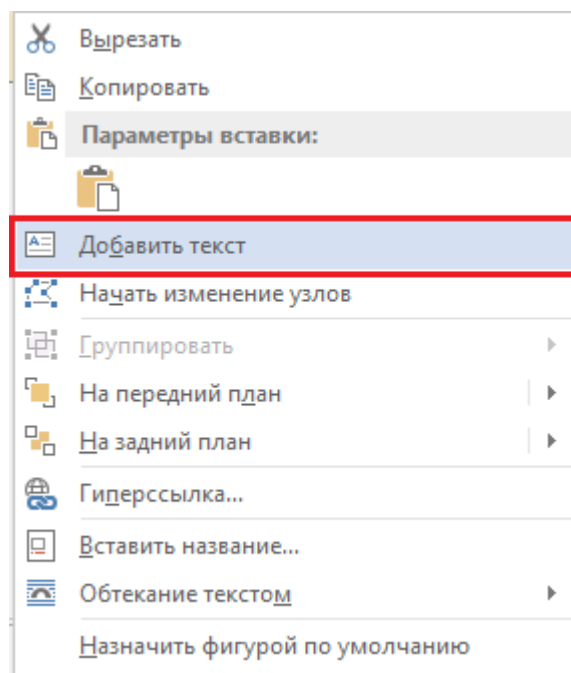 Вырезать
Копировать
Параметры вставки:
Добавить текст
Начать изменение узлов
Группировать
На передний план
На задний план
Гиперссылка...
Вставить название...
Обтекание текстом
Назначить фигурой по умолчанию